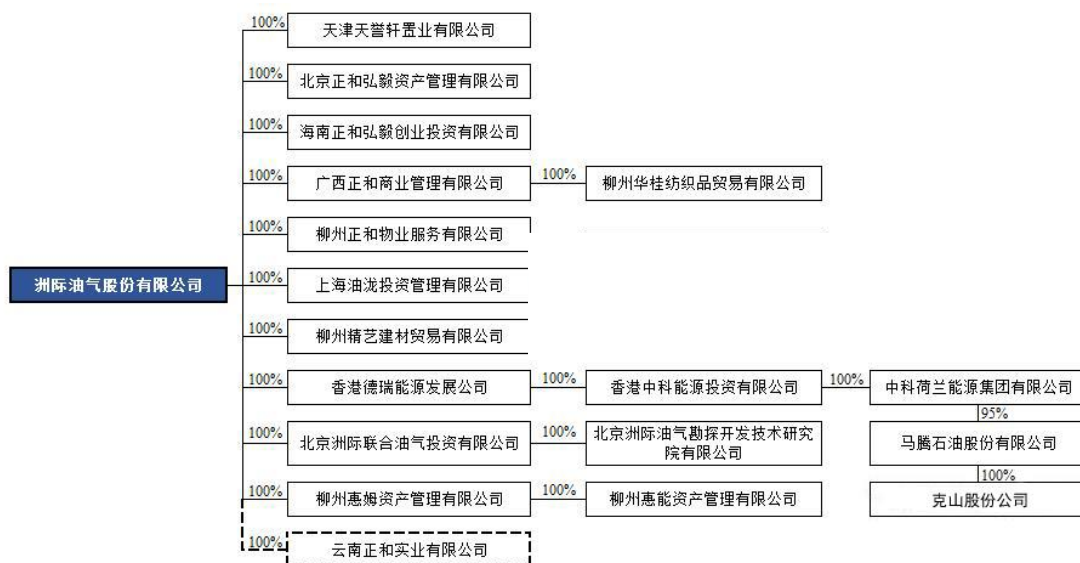 100%
天津天誉轩置业有限公司
100%
北京正和弘毅资产管理有限公司
100%
海南正和弘毅创业投资有限公司
100%
广西正和商业管理有限公司
100%
柳州华桂纺织品贸易有限公司
100%
柳州正和物业服务有限公司
洲际油气股份有限公司
100%
上海油泷投资管理有限公司
100%
柳州精艺建材贸易有限公司
100%
香港德瑞能源发展公司
100%
香港中科能源投资有限公司
100%
中科荷兰能源集团有限公司
95%
马腾石油股份有限公司
100%
克山股份公司
100%
北京洲际联合油气投资有限公司
100%
北京洲际油气勘探开发技术研究
院有限公司
100%
柳州惠姆资产管理有限公司
100%
柳州惠能资产管理有限公司
100%
云南正和实业有限公司